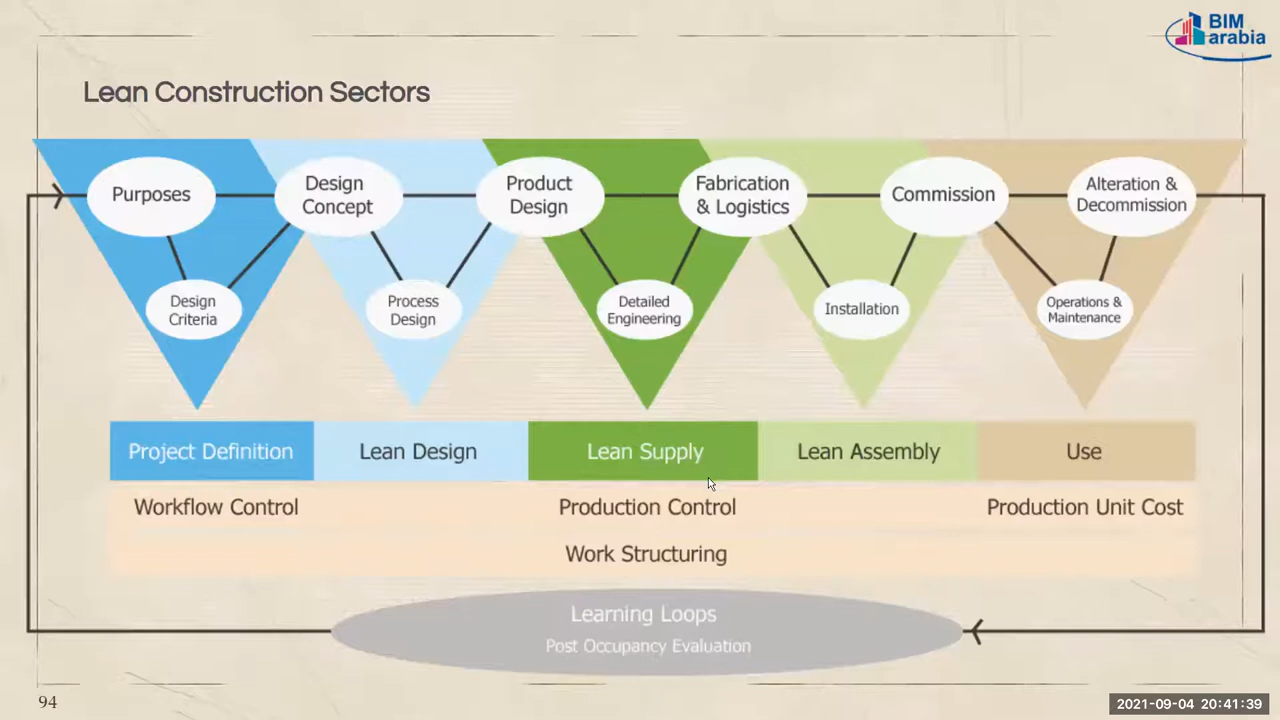 BIM
arabia
Lean Construction Sectors
Purposes
Design
Concept
Product
Design
Fabrication
& Logistics
Commission
Alteration &
Decommission
Design
Criteria
Process
Design
Detailed
Engineering
Installation
Operations &
Maintenance
Project Definition
Lean Design
Lean Supply
Lean Assembly
Use
Workflow Control
Production Control
Production Unit Cost
Work Structuring
Learning Loops
Post Occupancy Evaluation
94
2021-09-04 20:41:39